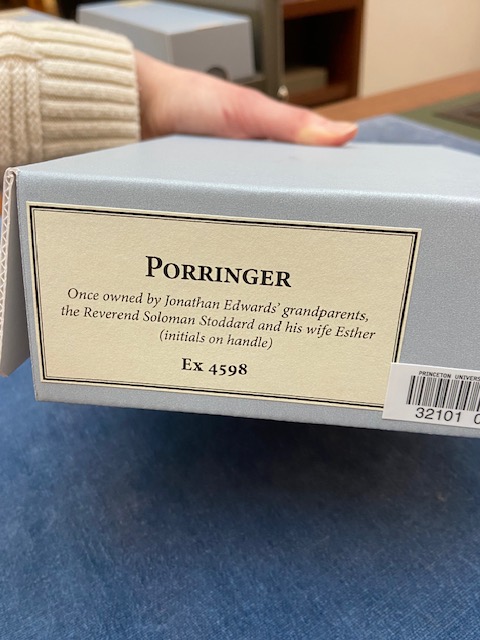 PORRINGER
Once owned by Jonathan Edwards' grandparents,
the Reverend Soloman Stoddard and his wife Esther
(initials on handle)
EX 4598
PRINCETON
32101